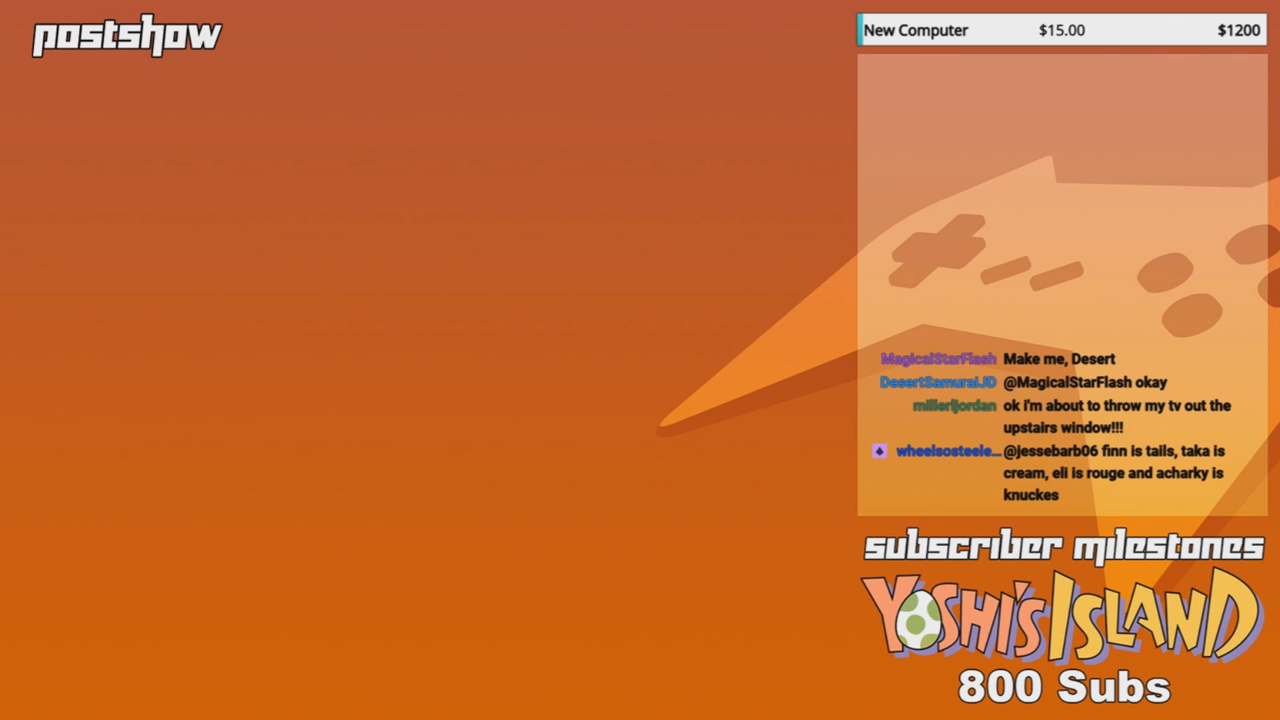 postshow
New Computer $15.00 $1200
MagicalStarFlash Make me, Desert
DesertSamuraiJD @MagicalStarFlash okay
millerljordan ok i'm about to throw my tv out the
upstairs window!!!
wheelsosteele... @jessebarb06 finn is tails, taka is
cream, eli is rouge and acharky is
knuckes
subscriber milestones
YOSHI'S ISLAND
800 Subs